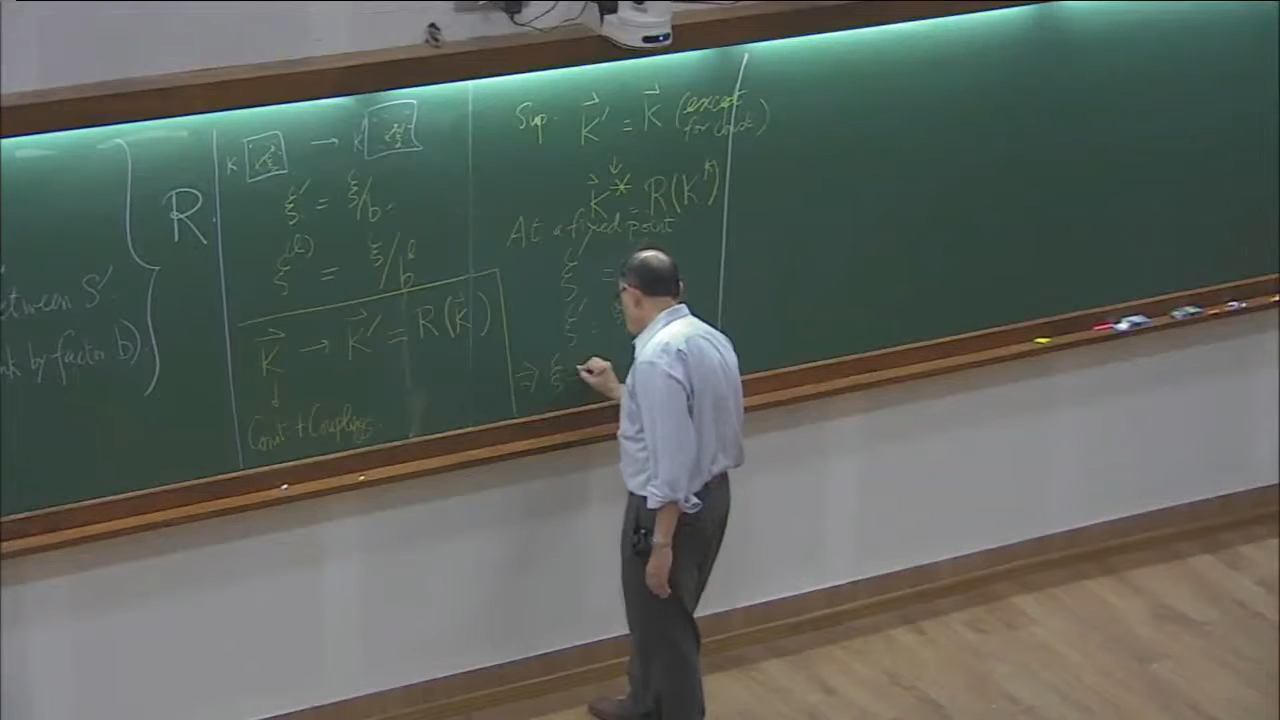 etween S'
nk by factor b)
R
K → K
ξ' = ξ/b
ξ^(l) = ξ/b^l
K⃗ → K⃗' = R(K⃗)
↓
Const + Couplings
Sup. K⃗' = K⃗ (except for const.)
↓
K⃗* = R(K*)
At a fixed point
ξ' =
ξ' =
⇒ ξ